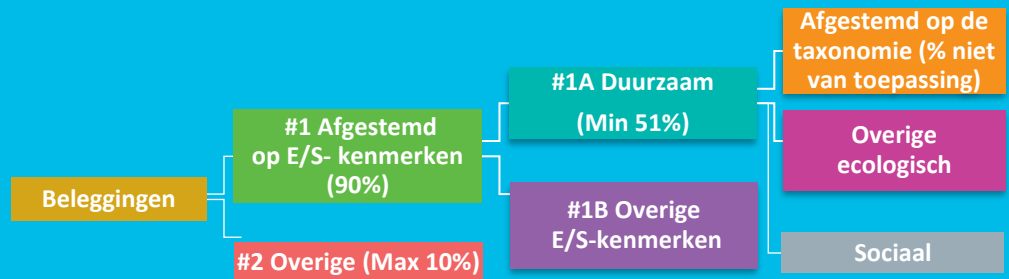 Beleggingen
#1 Afgestemd
op E/S- kenmerken
(90%)
#2 Overige (Max 10%)
#1A Duurzaam
(Min 51%)
#1B Overige
E/S-kenmerken
Afgestemd op de
taxonomie (% niet
van toepassing)
Overige
ecologisch
Sociaal